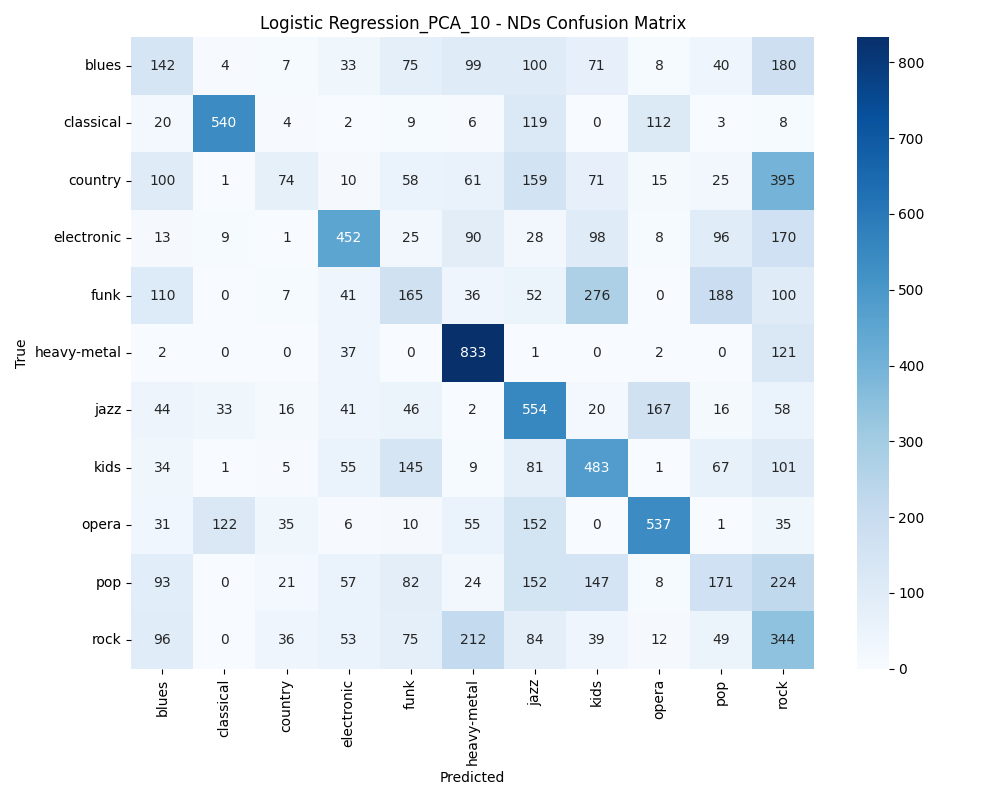 Logistic Regression_PCA_10 - NDs Confusion Matrix
blues 142 4 7 33 75 99 100 71 8 40 180
classical 20 540 4 2 9 6 119 0 112 3 8
country 100 1 74 10 58 61 159 71 15 25 395
electronic 13 9 1 452 25 90 28 98 8 96 170
funk 110 0 7 41 165 36 52 276 0 188 100
heavy-metal 2 0 0 37 0 833 1 0 2 0 121
jazz 44 33 16 41 46 2 554 20 167 16 58
kids 34 1 5 55 145 9 81 483 1 67 101
opera 31 122 35 6 10 55 152 0 537 1 35
pop 93 0 21 57 82 24 152 147 8 171 224
rock 96 0 36 53 75 212 84 39 12 49 344
True
blues classical country electronic funk heavy-metal jazz kids opera pop rock
Predicted
800
700
600
500
400
300
200
100
0